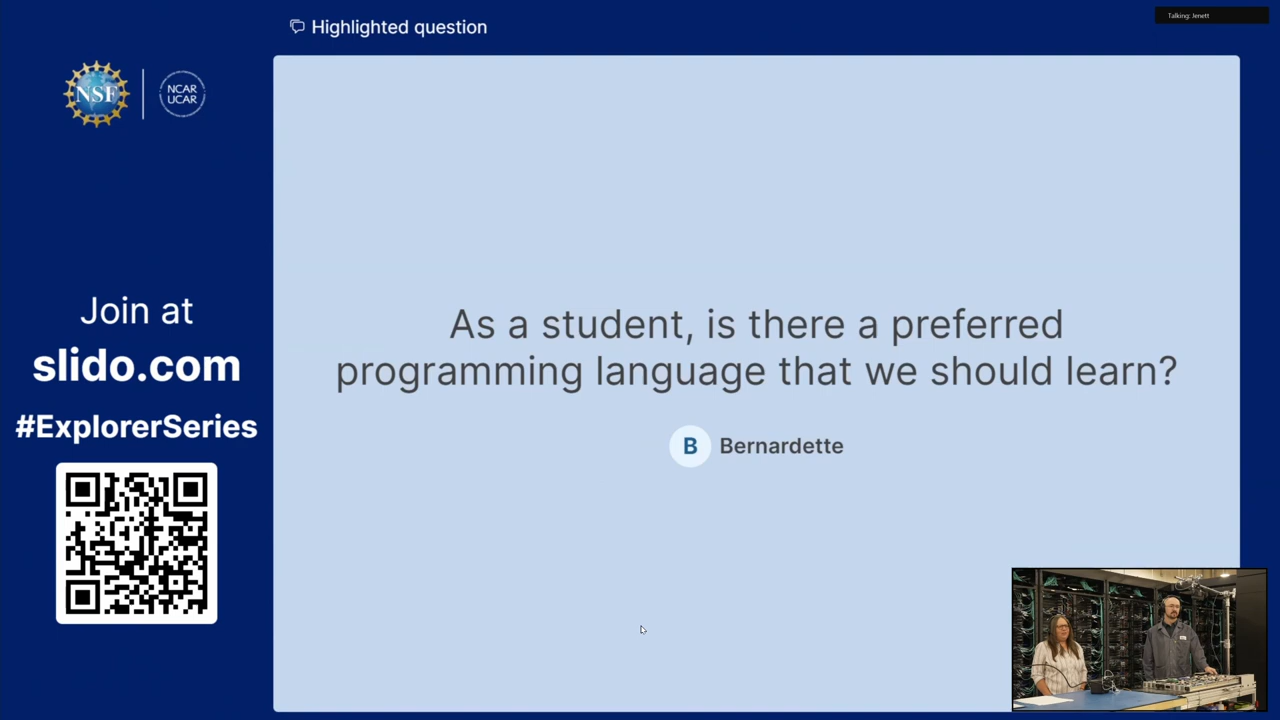 Highlighted question
Talking: Jenett
NSF
NCAR
UCAR
Join at
slido.com
#ExplorerSeries
As a student, is there a preferred
programming language that we should learn?
B
Bernardette